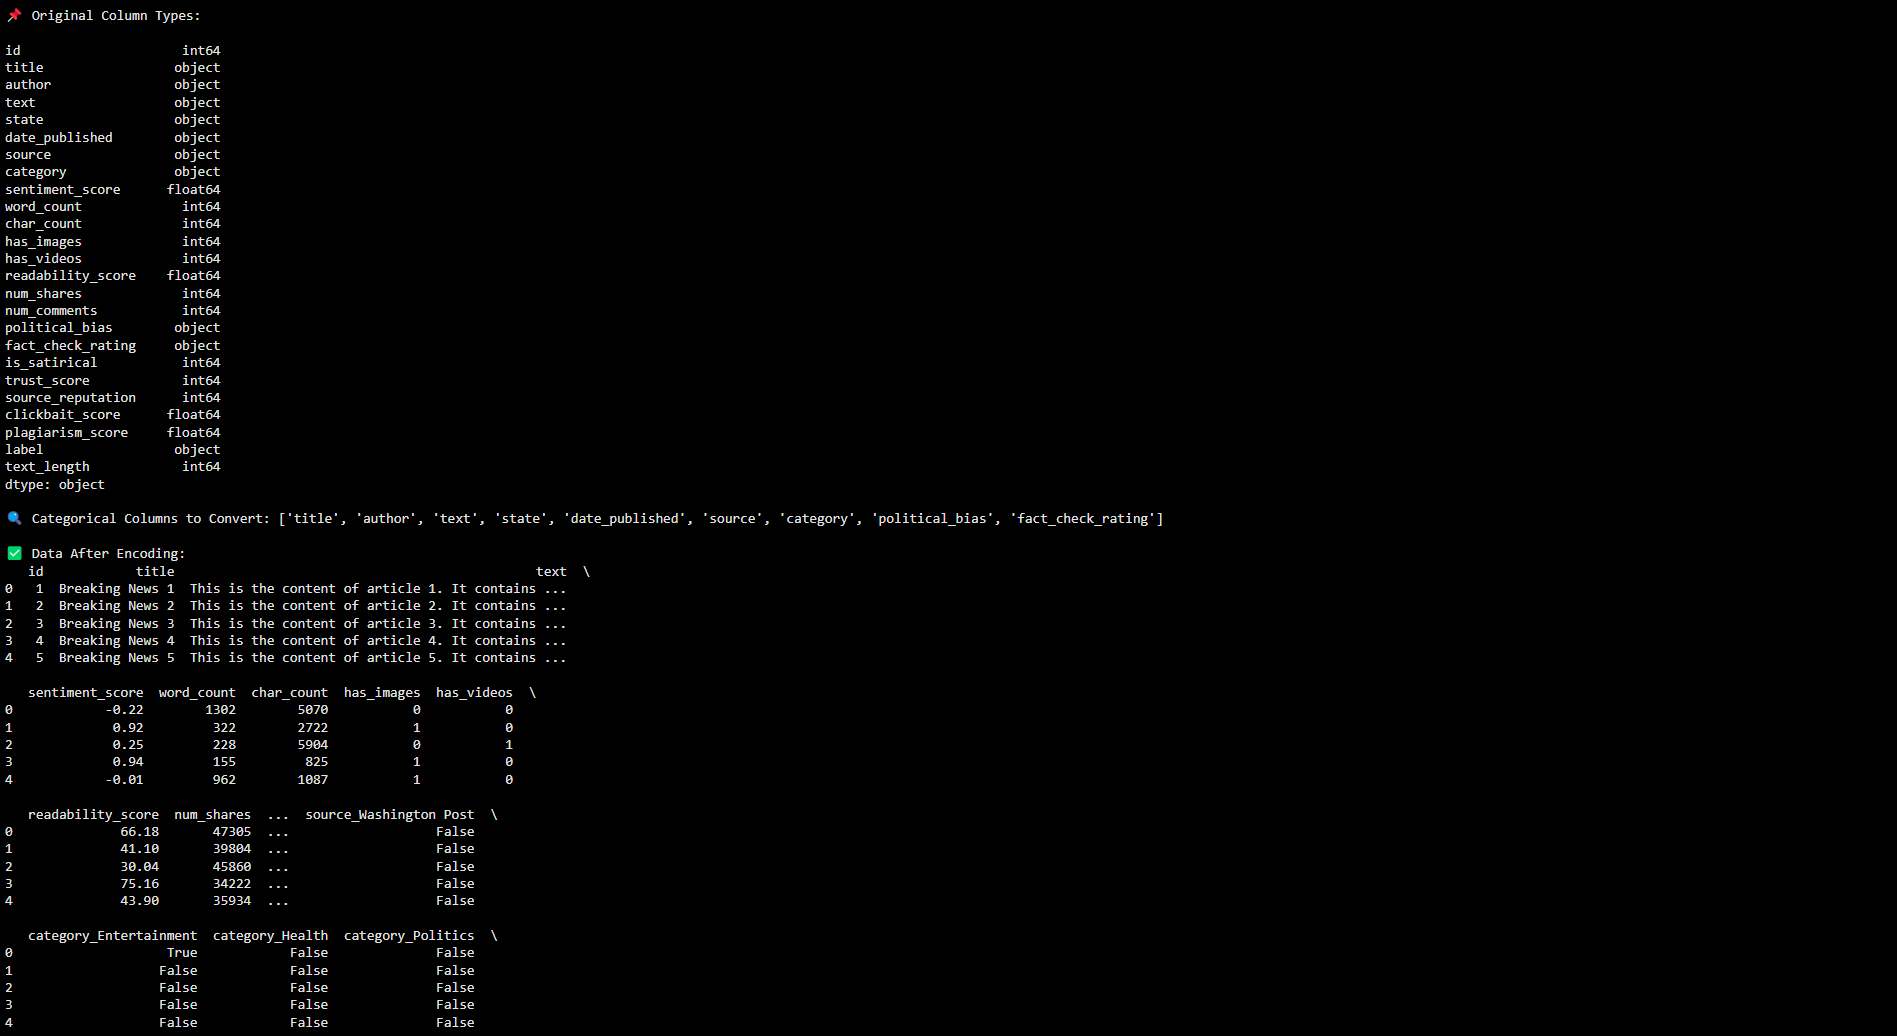 📌 Original Column Types:
id                     int64
title                 object
author                object
text                  object
state                 object
date_published        object
source                object
category              object
sentiment_score      float64
word_count             int64
char_count             int64
has_images             int64
has_videos             int64
readability_score    float64
num_shares             int64
num_comments           int64
political_bias        object
fact_check_rating     object
is_satirical           int64
trust_score            int64
source_reputation      int64
clickbait_score      float64
plagiarism_score     float64
label                 object
text_length            int64
dtype: object
🔍 Categorical Columns to Convert: ['title', 'author', 'text', 'state', 'date_published', 'source', 'category', 'political_bias', 'fact_check_rating']
✅ Data After Encoding:
   id            title                                               text  \
0   1  Breaking News 1  This is the content of article 1. It contains ...
1   2  Breaking News 2  This is the content of article 2. It contains ...
2   3  Breaking News 3  This is the content of article 3. It contains ...
3   4  Breaking News 4  This is the content of article 4. It contains ...
4   5  Breaking News 5  This is the content of article 5. It contains ...
   sentiment_score  word_count  char_count  has_images  has_videos  \
0            -0.22        1302        5070           0           0
1             0.92         322        2722           1           0
2             0.25         228        5904           0           1
3             0.94         155         825           1           0
4            -0.01         962        1087           1           0
   readability_score  num_shares  ...  source_Washington Post  \
0              66.18       47305  ...                   False
1              41.10       39804  ...                   False
2              30.04       45860  ...                   False
3              75.16       34222  ...                   False
4              43.90       35934  ...                   False
   category_Entertainment  category_Health  category_Politics  \
0                    True            False              False
1                   False            False              False
2                   False            False              False
3                   False            False              False
4                   False            False              False